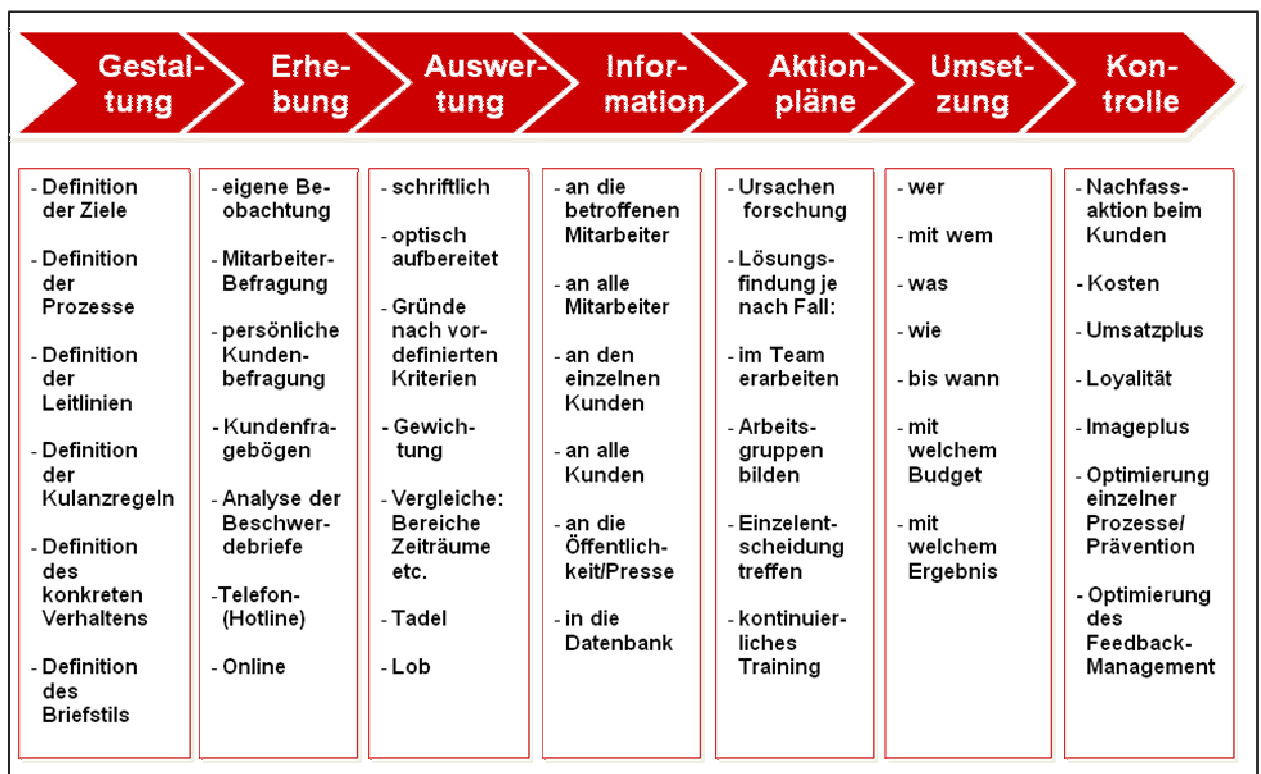 Gestal-
tung
Erhe-
bung
Auswer-
tung
Infor-
mation
Aktion-
pläne
Umset-
zung
Kon-
trolle
- Definition
der Ziele
- Definition
der
Prozesse
- Definition
der
Leitlinien
- Definition
der
Kulanzregeln
- Definition
des
konkreten
Verhaltens
- Definition
des
Briefstils
- eigene Be-
obachtung
- Mitarbeiter-
Befragung
- persönliche
Kunden-
befragung
- Kundenfra-
gebögen
- Analyse der
Beschwer-
debriefe
-Telefon-
(Hotline)
- Online
- schriftlich
- optisch
aufbereitet
- Gründe
nach vor-
definierten
Kriterien
- Gewich-
tung
- Vergleiche:
Bereiche
Zeiträume
etc.
- Tadel
- Lob
- an die
betroffenen
Mitarbeiter
- an alle
Mitarbeiter
- an den
einzelnen
Kunden
- an alle
Kunden
- an die
Öffentlich-
keit/Presse
- in die
Datenbank
- Ursachen
forschung
- Lösungs-
findung je
nach Fall:
- im Team
erarbeiten
- Arbeits-
gruppen
bilden
- Einzelent-
scheidung
treffen
- kontinuier-
liches
Training
- wer
- mit wem
- was
- wie
- bis wann
- mit
welchem
Budget
- mit
welchem
Ergebnis
- Nachfass-
aktion beim
Kunden
- Kosten
- Umsatzplus
- Loyalität
- Imageplus
- Optimierung
einzelner
Prozesse/
Prävention
- Optimierung
des
Feedback-
Management